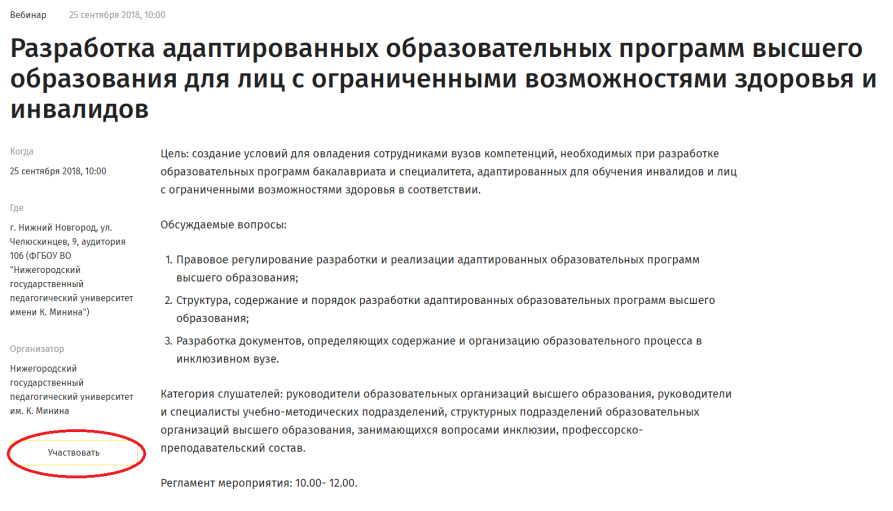 Вебинар 25 сентября 2018, 10:00
Разработка адаптированных образовательных программ высшего
образования для лиц с ограниченными возможностями здоровья и
инвалидов
Когда
25 сентября 2018, 10:00
Где
г. Нижний Новгород, ул.
Челюскинцев, 9, аудитория
106 (ФГБОУ ВО
"Нижегородский
государственный
педагогический университет
имени К. Минина")
Организатор
Нижегородский
государственный
педагогический университет
им. К. Минина
Участвовать
Цель: создание условий для овладения сотрудниками вузов компетенций, необходимых при разработке
образовательных программ бакалавриата и специалитета, адаптированных для обучения инвалидов и лиц
с ограниченными возможностями здоровья в соответствии.
Обсуждаемые вопросы:
1. Правовое регулирование разработки и реализации адаптированных образовательных программ
высшего образования;
2. Структура, содержание и порядок разработки адаптированных образовательных программ высшего
образования;
3. Разработка документов, определяющих содержание и организацию образовательного процесса в
инклюзивном вузе.
Категория слушателей: руководители образовательных организаций высшего образования, руководители
и специалисты учебно-методических подразделений, структурных подразделений образовательных
организаций высшего образования, занимающихся вопросами инклюзии, профессорско-
преподавательский состав.
Регламент мероприятия: 10.00- 12.00.